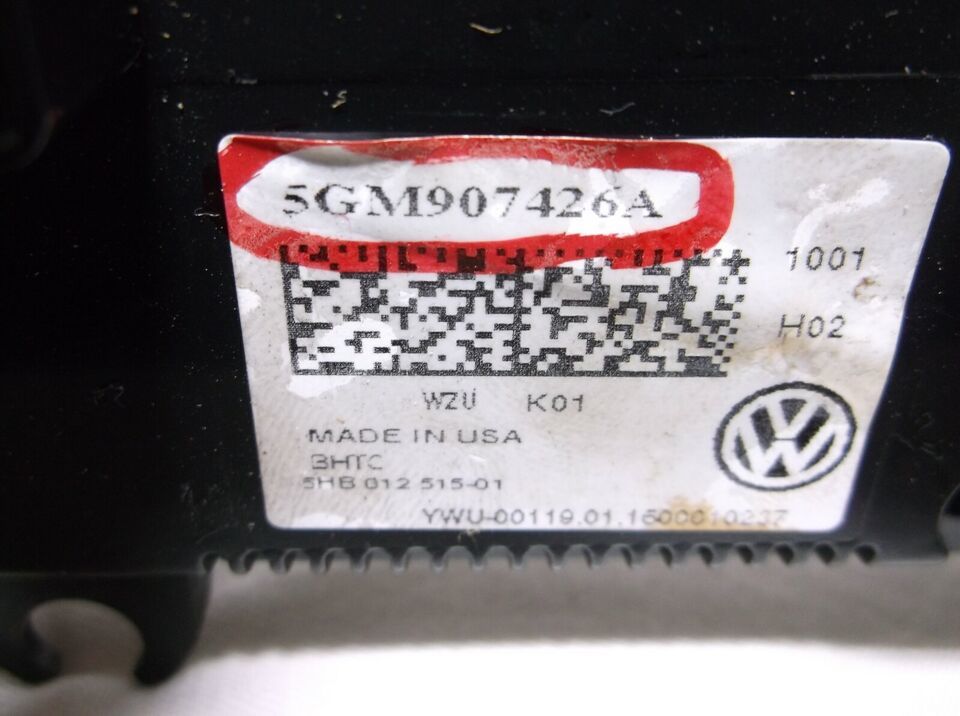 5GM907426A
1001
H02
WZU K01
MADE IN USA
BHTC
5HB 012 515-01
YWU-00119.01.1600010237
VW